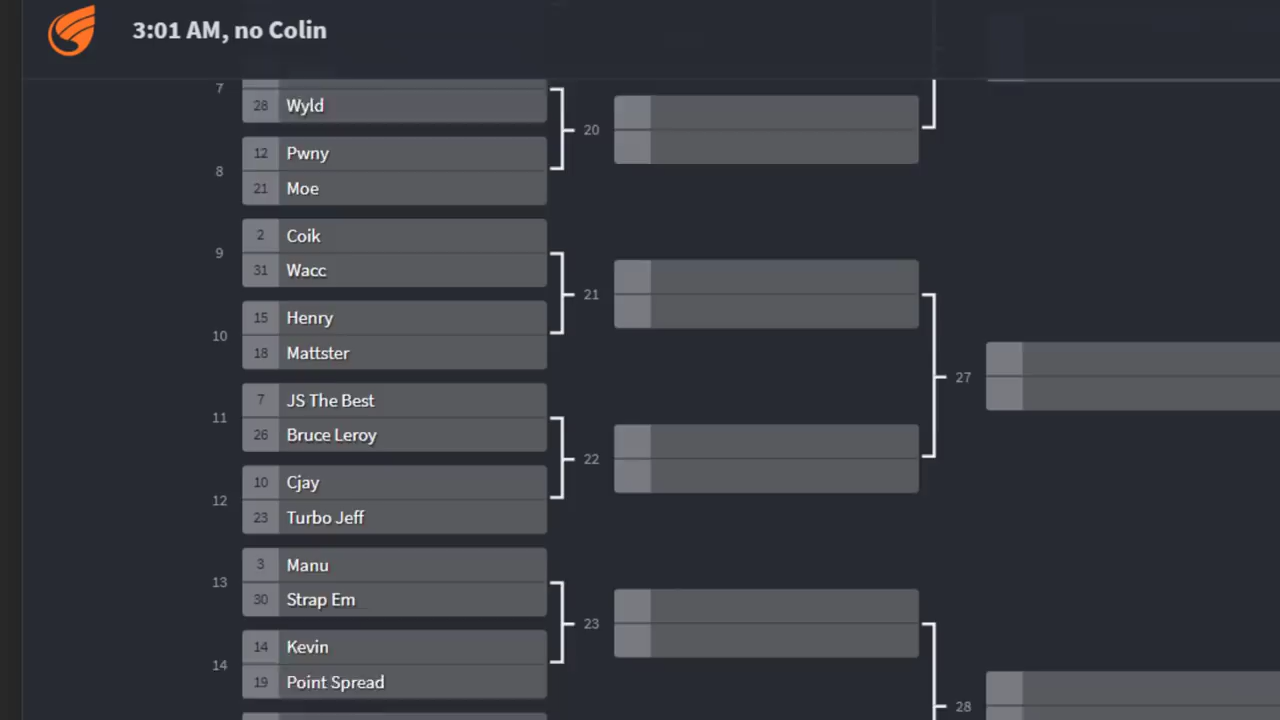 3:01 AM, no Colin
7
28 Wyld
20
12 Pwny
8
21 Moe
2 Coik
9
31 Wacc
21
15 Henry
10
18 Mattster
27
7 JS The Best
11
26 Bruce Leroy
22
10 Cjay
12
23 Turbo Jeff
3 Manu
13
30 Strap Em
23
14 Kevin
14
19 Point Spread
28